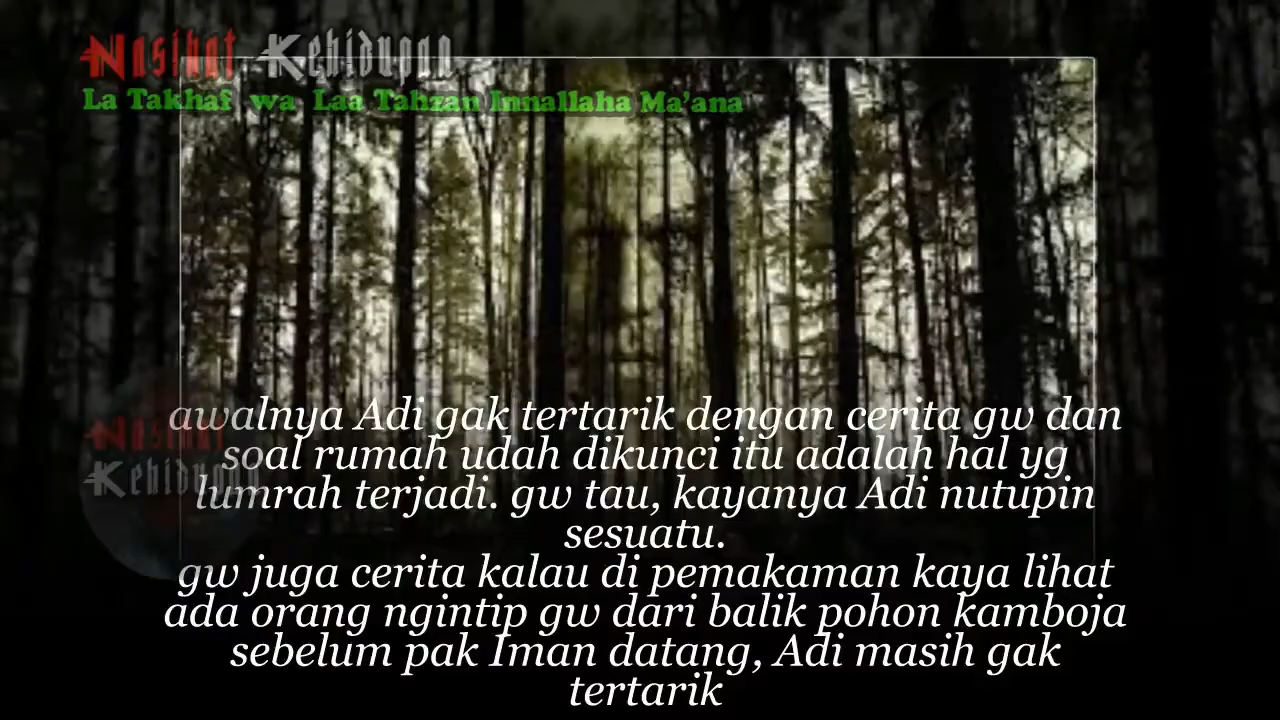 Nasihat Kehidupan
La Takhaf wa Laa Tahzan Innallaha Ma'ana
awalnya Adi gak tertarik dengan cerita gw dan
soal rumah udah dikunci itu adalah hal yg
lumrah terjadi. gw tau, kayanya Adi nutupin
sesuatu.
gw juga cerita kalau di pemakaman kaya lihat
ada orang ngintip gw dari balik pohon kamboja
sebelum pak Iman datang, Adi masih gak
tertarik
Nasihat
Kehidupan